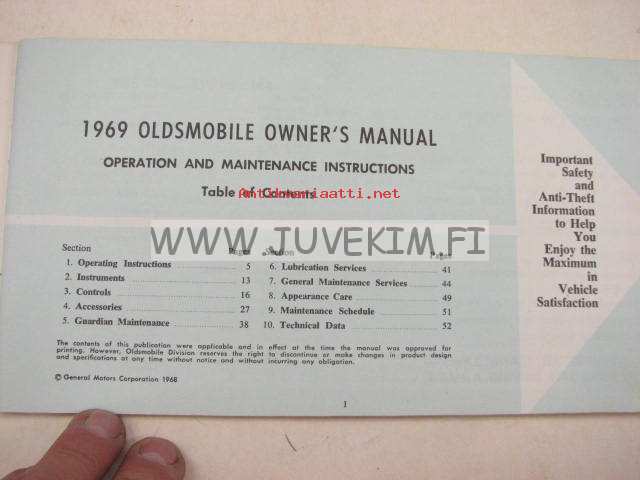 1969 OLDSMOBILE OWNER'S MANUAL
OPERATION AND MAINTENANCE INSTRUCTIONS
Table of Contents
Antdmariaatti.net
WWW.JUVEKIM.FI
Section Pages
1. Operating Instructions 5
2. Instruments 13
3. Controls 16
4. Accessories 27
5. Guardian Maintenance 38
Section Pages
6. Lubrication Services 41
7. General Maintenance Services 44
8. Appearance Care 49
9. Maintenance Schedule 51
10. Technical Data 52
The contents of this publication were applicable and in effect at the time the manual was approved for
printing. However, Oldsmobile Division reserves the right to discontinue or make changes in product design
and specifications at any time without notice and without incurring any obligation.
© General Motors Corporation 1968
1
Important
Safety
and
Anti-Theft
Information
to Help
You
Enjoy the
Maximum
in
Vehicle
Satisfaction